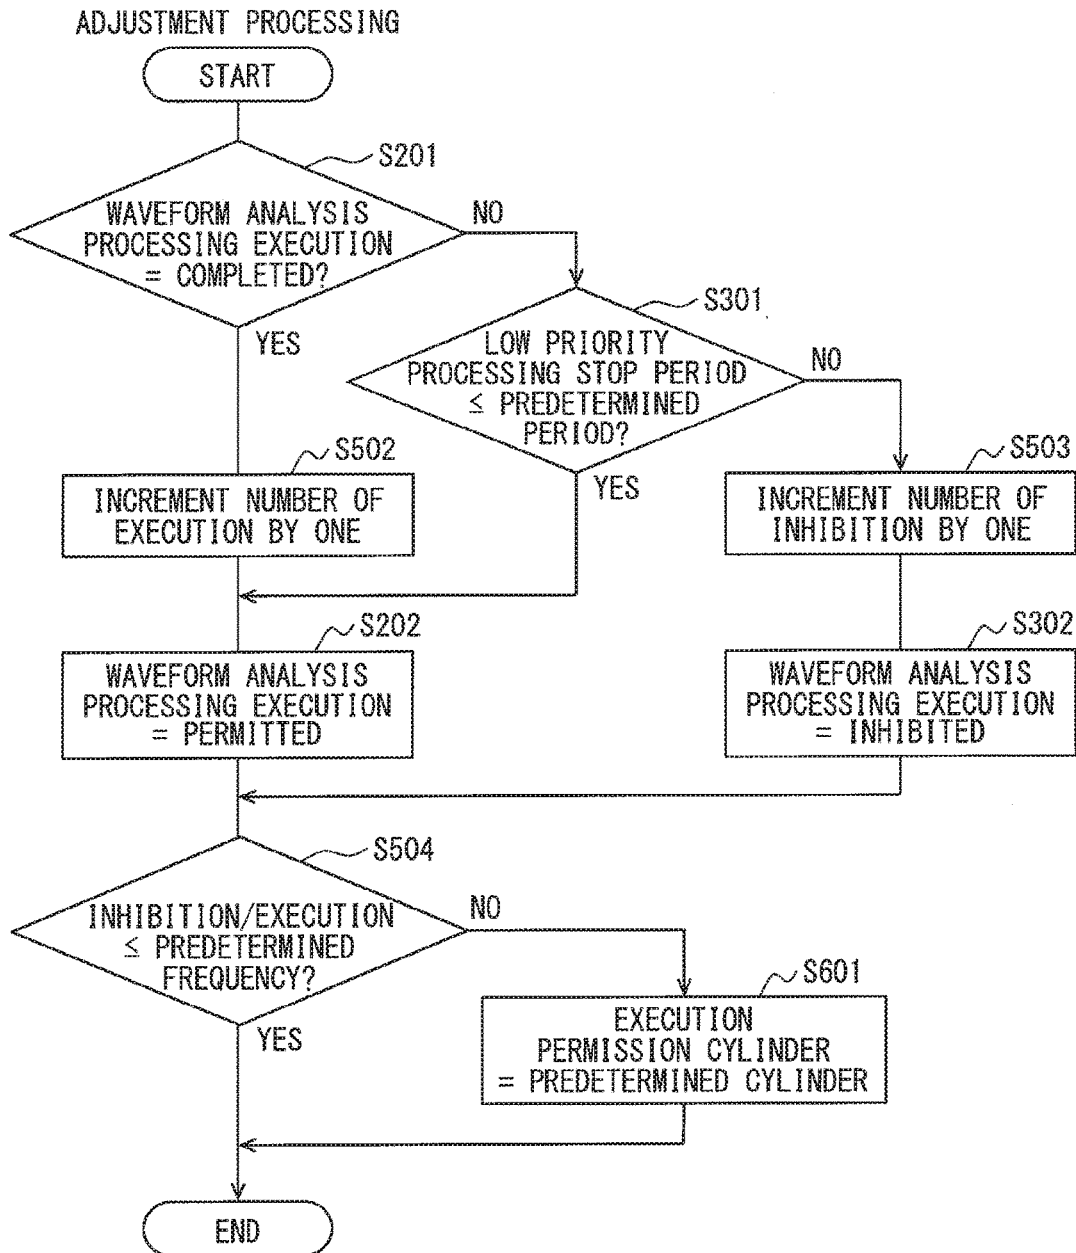 ADJUSTMENT PROCESSING
START
S201
WAVEFORM ANALYSIS
PROCESSING EXECUTION
= COMPLETED?
NO
YES
S301
LOW PRIORITY
PROCESSING STOP PERIOD
≤ PREDETERMINED
PERIOD?
NO
YES
S502
INCREMENT NUMBER OF
EXECUTION BY ONE
S503
INCREMENT NUMBER OF
INHIBITION BY ONE
S202
WAVEFORM ANALYSIS
PROCESSING EXECUTION
= PERMITTED
S302
WAVEFORM ANALYSIS
PROCESSING EXECUTION
= INHIBITED
S504
INHIBITION/EXECUTION
≤ PREDETERMINED
FREQUENCY?
NO
YES
S601
EXECUTION
PERMISSION CYLINDER
= PREDETERMINED CYLINDER
END